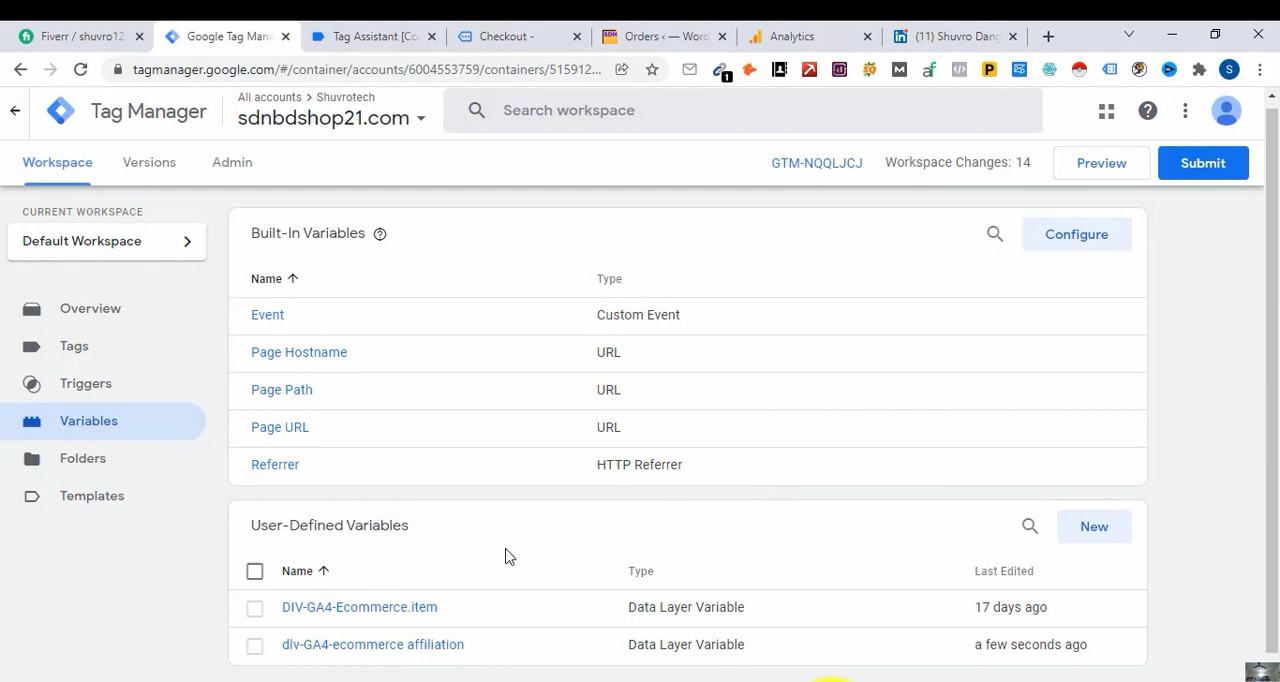 Fiverr / shuvro12
Google Tag Mana
Tag Assistant [Co
Checkout -
Orders ‹ — Wor
Analytics
(11) Shuvro Dang
tagmanager.google.com/#/container/accounts/6004553759/containers/515912...
1
S
Tag Manager
All accounts > Shuvrotech
sdnbdshop21.com
Search workspace
Workspace
Versions
Admin
GTM-NQQLJCJ
Workspace Changes: 14
Preview
Submit
CURRENT WORKSPACE
Default Workspace
Overview
Tags
Triggers
Variables
Folders
Templates
Built-In Variables
Configure
Name
Type
Event
Custom Event
Page Hostname
URL
Page Path
URL
Page URL
URL
Referrer
HTTP Referrer
User-Defined Variables
New
Name
Type
Last Edited
DIV-GA4-Ecommerce.item
Data Layer Variable
17 days ago
dlv-GA4-ecommerce affiliation
Data Layer Variable
a few seconds ago